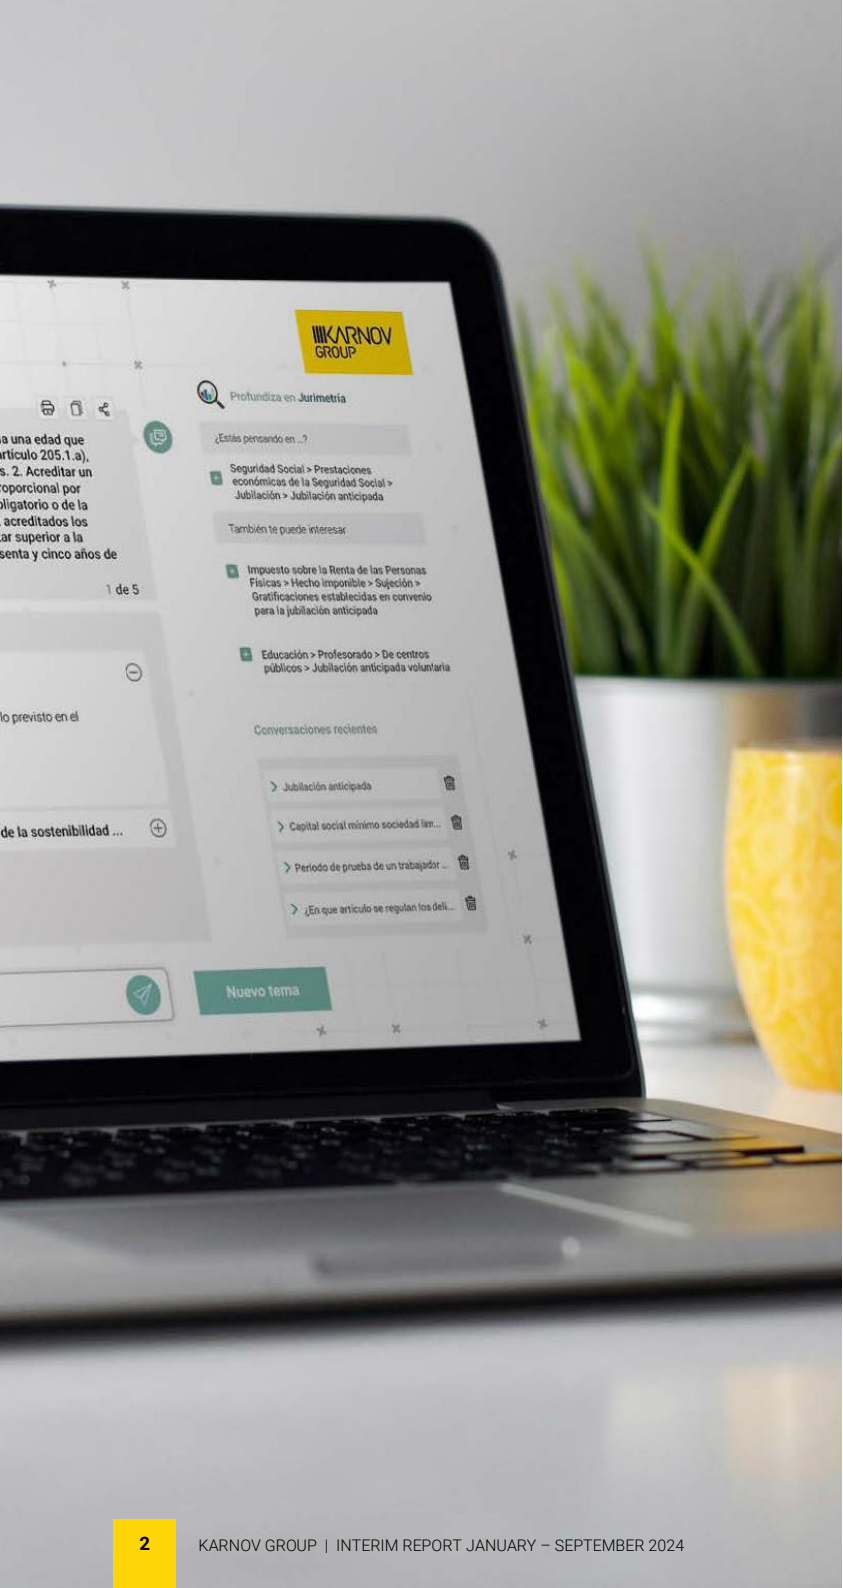 KARNOV
GROUP
Profundiza en Jurimetría
a una edad que
artículo 205.1.a),
s. 2. Acreditar un
roporcional por
bligatorio o de la
acreditados los
ar superior a la
senta y cinco años de
1 de 5
lo previsto en el
de la sostenibilidad ...
¿Estás pensando en ..?
Seguridad Social > Prestaciones
económicas de la Seguridad Social >
Jubilación > Jubilación anticipada
También te puede interesar
Impuesto sobre la Renta de las Personas
Físicas > Hecho imponible > Sujeción >
Gratificaciones establecidas en convenio
para la jubilación anticipada
Educación > Profesorado > De centros
públicos > Jubilación anticipada voluntaria
Conversaciones recientes
Jubilación anticipada
Capital social mínimo sociedad lim...
Periodo de prueba de un trabajador ...
¿En que artículo se regulan los deli...
Nuevo tema
2 KARNOV GROUP | INTERIM REPORT JANUARY – SEPTEMBER 2024